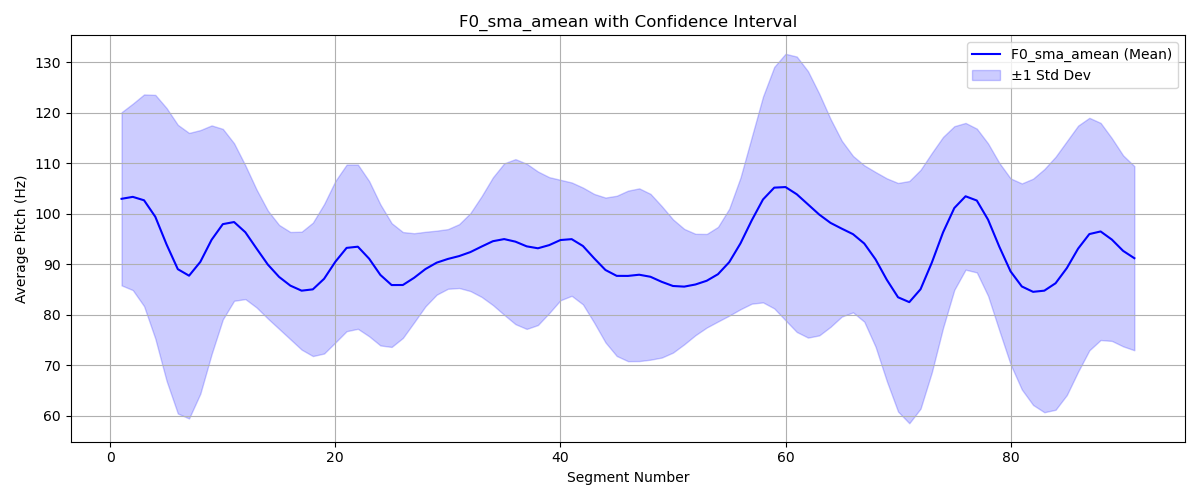 F0_sma_amean with Confidence Interval
F0_sma_amean (Mean)
±1 Std Dev
Average Pitch (Hz)
130
120
110
100
90
80
70
60
0 20 40 60 80
Segment Number